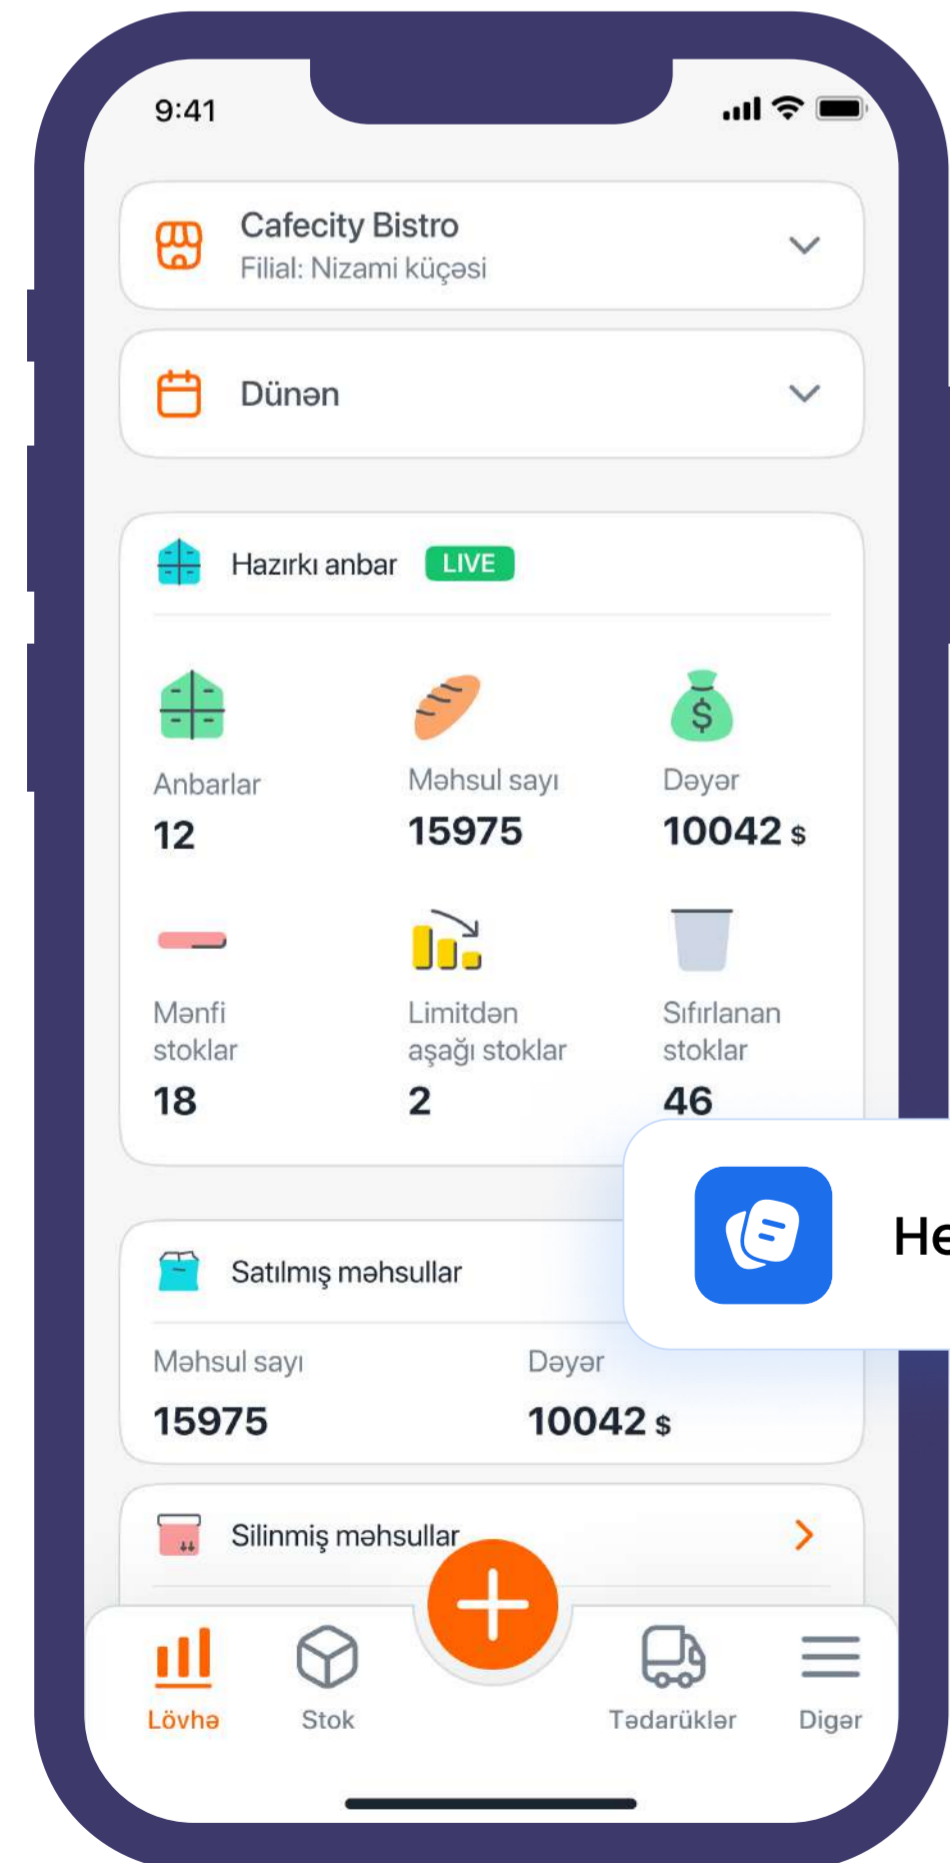 9:41
Cafecity Bistro
Filial: Nizami küçəsi
Dünən
Hazırkı anbar LIVE
Anbarlar Məhsul sayı Dəyər
12 15975 10042 $
Mənfi Limitdən Sıfırlanan
stoklar aşağı stoklar stoklar
18 2 46
He
Satılmış məhsullar
Məhsul sayı Dəyər
15975 10042 $
Silinmiş məhsullar
Lövhə Stok Tədarüklər Digər